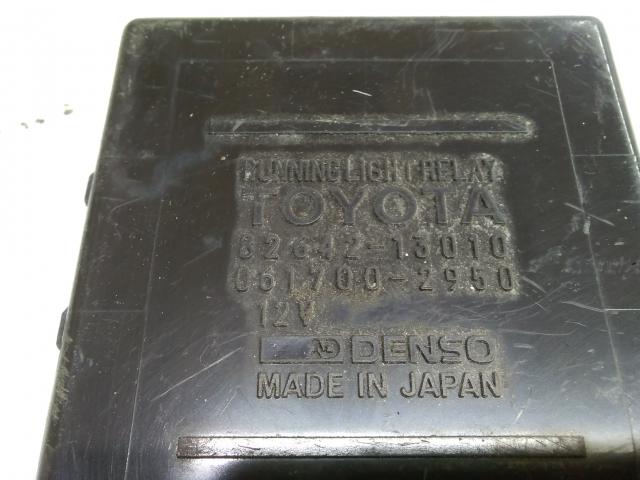 RUNNING LIGHT RELAY
TOYOTA
82642-13010
061700-2950
12V
DENSO
MADE IN JAPAN